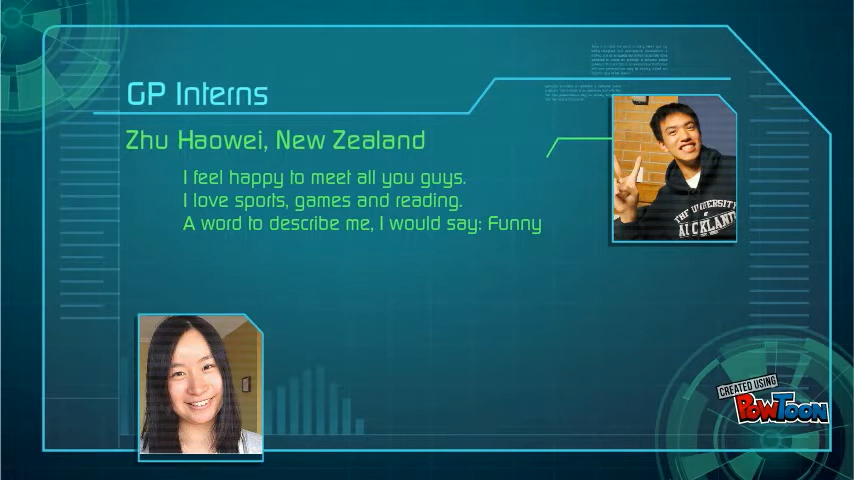 GP Interns
Zhu Haowei, New Zealand
I feel happy to meet all you guys.
I love sports, games and reading.
A word to describe me, I would say: Funny
THE UNIVERSITY
of
AUCKLAND
CREATED USING
POWTOON